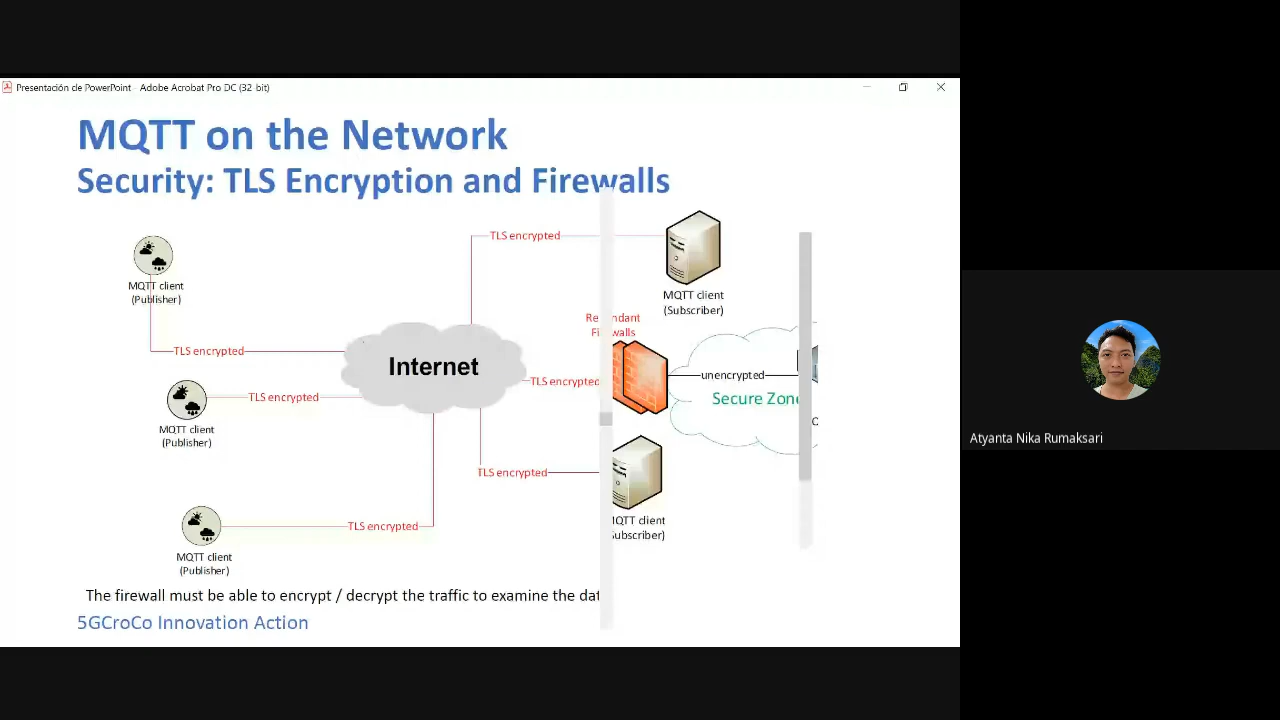 Presentación de PowerPoint - Adobe Acrobat Pro DC (32 bit)
MQTT on the Network
Security: TLS Encryption and Firewalls
TLS encrypted
MQTT client
(Publisher)
MQTT client
(Subscriber)
TLS encrypted
Internet
TLS encrypted
unencrypted
Secure Zone
TLS encrypted
MQTT client
(Publisher)
TLS encrypted
TLS encrypted
MQTT client
(Publisher)
The firewall must be able to encrypt / decrypt the traffic to examine the
5GCroCo Innovation Action
Atyanta Nika Rumaksari